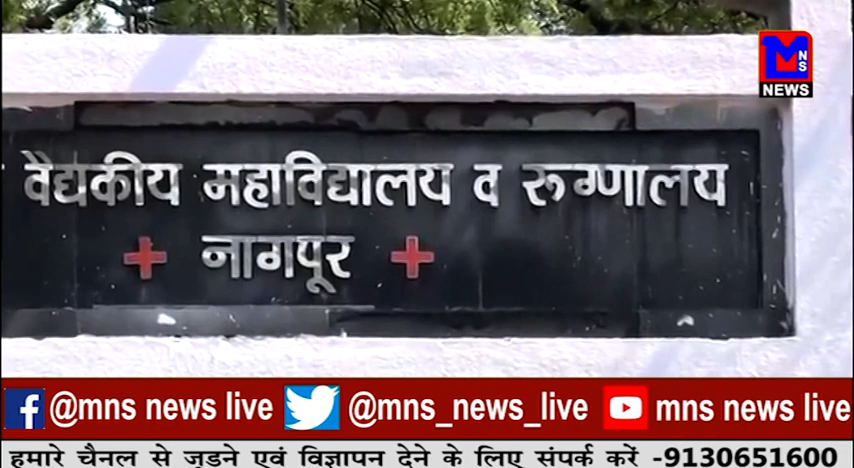 MNS
NEWS
वैद्यकीय महाविद्यालय व रुग्णालय
नागपूर
@mns news live @mns_news_live mns news live
हमारे चैनल से जुडने एवं विज्ञापन देने के लिए संपर्क करें -9130651600